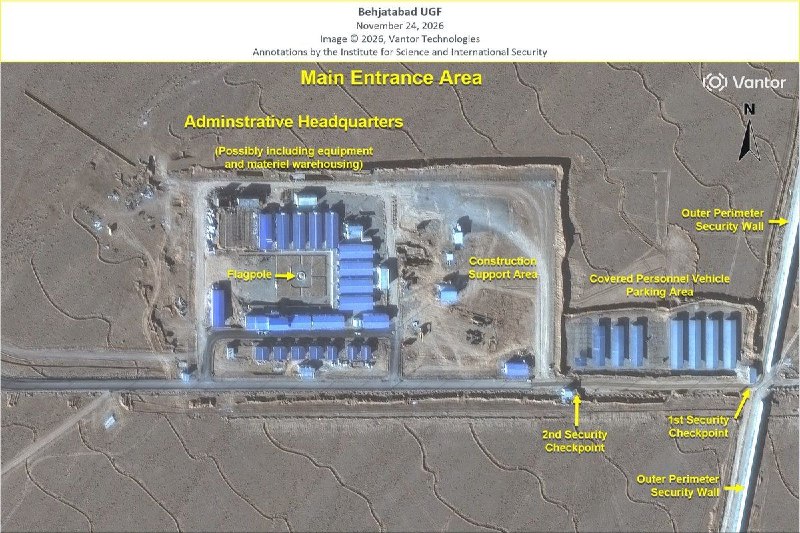 Behjatabad UGF
November 24, 2026
Image © 2026, Vantor Technologies
Annotations by the Institute for Science and International Security
Main Entrance Area
Vantor
N
Adminstrative Headquarters
(Possibly including equipment
and materiel warehousing)
Outer Perimeter
Security Wall
Flagpole
Construction
Support Area
Covered Personnel Vehicle
Parking Area
1st Security
Checkpoint
2nd Security
Checkpoint
Outer Perimeter
Security Wall